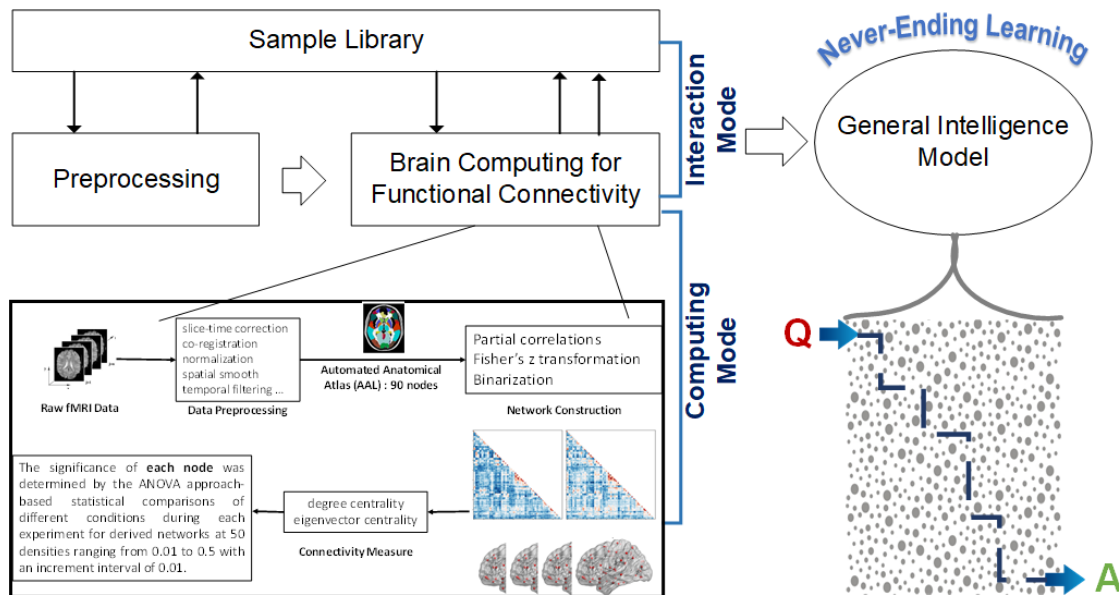 Sample Library
Never-Ending Learning
Interaction
Mode
Preprocessing
Brain Computing for
Functional Connectivity
General Intelligence
Model
Computing
Mode
slice-time correction
co-registration
normalization
spatial smooth
temporal filtering ...
Automated Anatomical
Atlas (AAL) : 90 nodes
Partial correlations
Fisher's z transformation
Binarization
Raw fMRI Data
Data Preprocessing
Network Construction
The significance of each node was
determined by the ANOVA approach-
based statistical comparisons of
different conditions during each
experiment for derived networks at 50
densities ranging from 0.01 to 0.5 with
an increment interval of 0.01.
degree centrality
eigenvector centrality
Connectivity Measure
Q
A